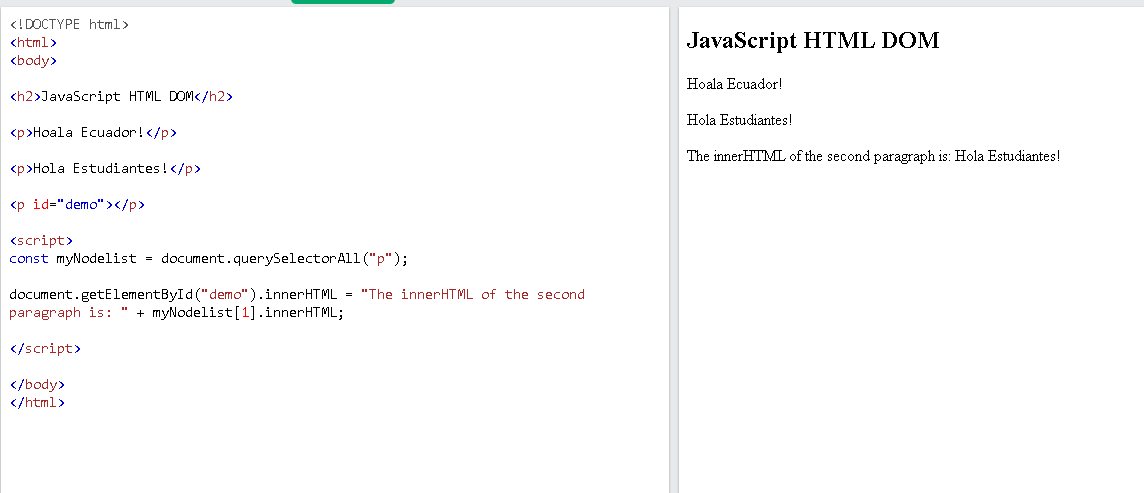 <!DOCTYPE html>
<html>
<body>
<h2>JavaScript HTML DOM</h2>
<p>Hoala Ecuador!</p>
<p>Hola Estudiantes!</p>
<p id="demo"></p>
<script>
const myNodelist = document.querySelectorAll("p");
document.getElementById("demo").innerHTML = "The innerHTML of the second
paragraph is: " + myNodelist[1].innerHTML;
</script>
</body>
</html>
JavaScript HTML DOM
Hoala Ecuador!
Hola Estudiantes!
The innerHTML of the second paragraph is: Hola Estudiantes!